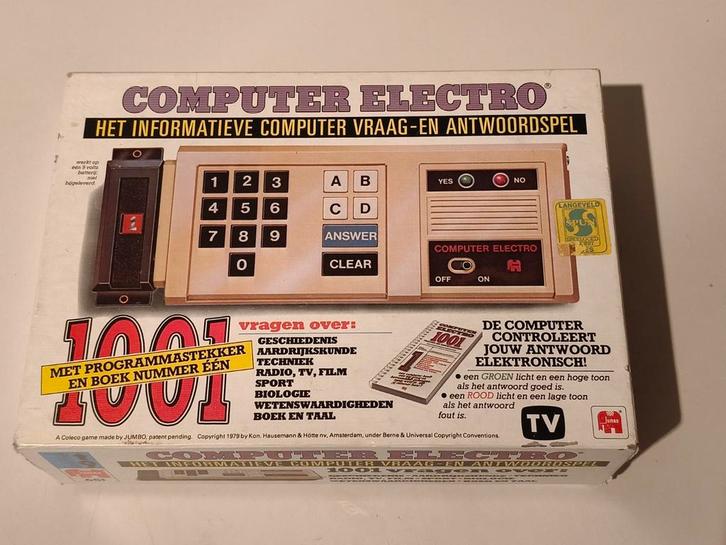 COMPUTER ELECTRO®
HET INFORMATIEVE COMPUTER VRAAG-EN ANTWOORDSPEL
werkt op
een 9 volts
batterij:
niet
bijgeleverd.
1 2 3
4 5 6
7 8 9
0
A B
C D
ANSWER
CLEAR
YES NO
COMPUTER ELECTRO
OFF ON
LANGEVELD
1001
MET PROGRAMMASTEKKER
EN BOEK NUMMER ÉÉN
vragen over:
GESCHIEDENIS
AARDRIJKSKUNDE
TECHNIEK
RADIO, TV, FILM
SPORT
BIOLOGIE
WETENSWAARDIGHEDEN
BOEK EN TAAL
COMPUTER
ELECTRO
1001
1
DE COMPUTER
CONTROLEERT
JOUW ANTWOORD
ELEKTRONISCH!
• een GROEN licht en een hoge toon
als het antwoord goed is.
• een ROOD licht en een lage toon
als het antwoord
fout is.
TV
Jumbo
A Coleco game made by JUMBO, patent pending. Copyright 1979 by Kon. Hausemann & Hötte nv, Amsterdam, under Berne & Universal Copyright Conventions.
COMPUTER ELECTRO
HET INFORMATIEVE COMPUTER VRAAG-EN ANTWOORDSPEL
1001 vragen over: